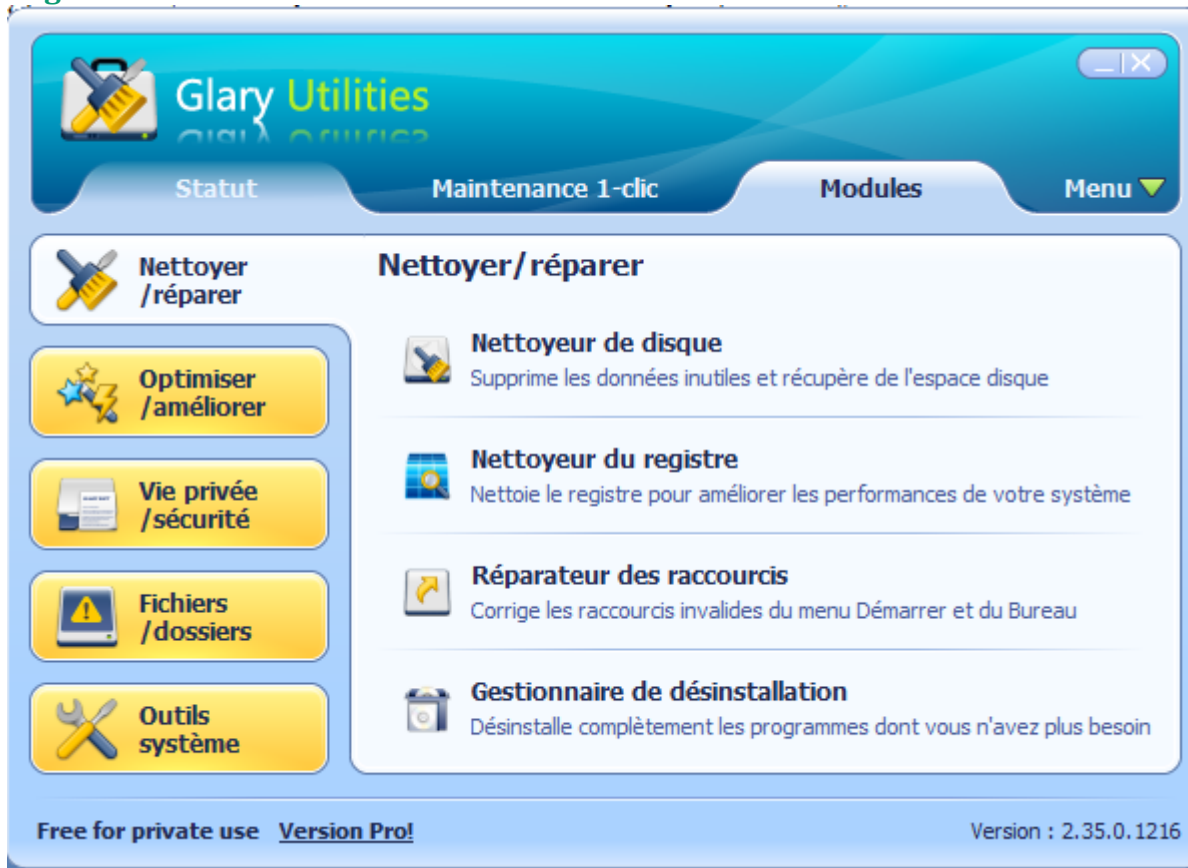 Glary Utilities
Statut
Maintenance 1-clic
Modules
Menu
Nettoyer
/réparer
Optimiser
/améliorer
Vie privée
/sécurité
Fichiers
/dossiers
Outils
système
Nettoyer/réparer
Nettoyeur de disque
Supprime les données inutiles et récupère de l'espace disque
Nettoyeur du registre
Nettoie le registre pour améliorer les performances de votre système
Réparateur des raccourcis
Corrige les raccourcis invalides du menu Démarrer et du Bureau
Gestionnaire de désinstallation
Désinstalle complètement les programmes dont vous n'avez plus besoin
Free for private use Version Pro!
Version : 2.35.0.1216